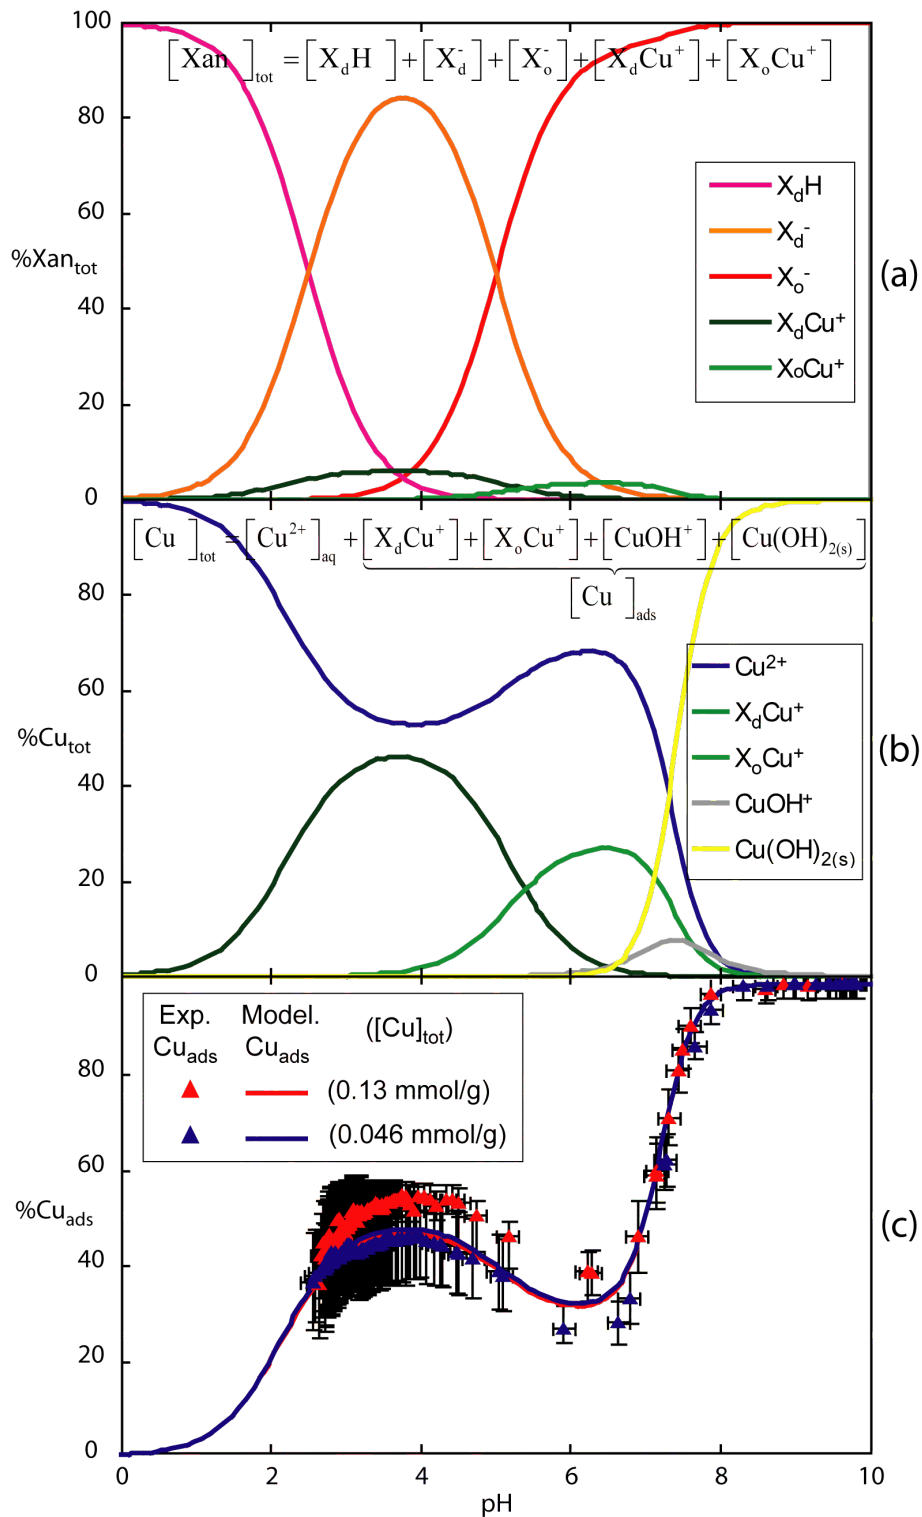 100
[Xan ]tot = [XdH ] + [Xd-] + [Xo-] + [XdCu+] + [XoCu+]
80
60
40
20
0
%Xantot
XdH
Xd-
Xo-
XdCu+
XoCu+
(a)
[Cu ]tot = [Cu2+]aq + [XdCu+] + [XoCu+] + [CuOH+] + [Cu(OH)2(s)]
[Cu ]ads
80
60
40
20
0
%Cutot
Cu2+
XdCu+
XoCu+
CuOH+
Cu(OH)2(s)
(b)
Exp. Model. ([Cu]tot)
Cuads Cuads
(0.13 mmol/g)
(0.046 mmol/g)
80
60
40
20
0
%Cuads
(c)
0 2 4 6 8 10
pH